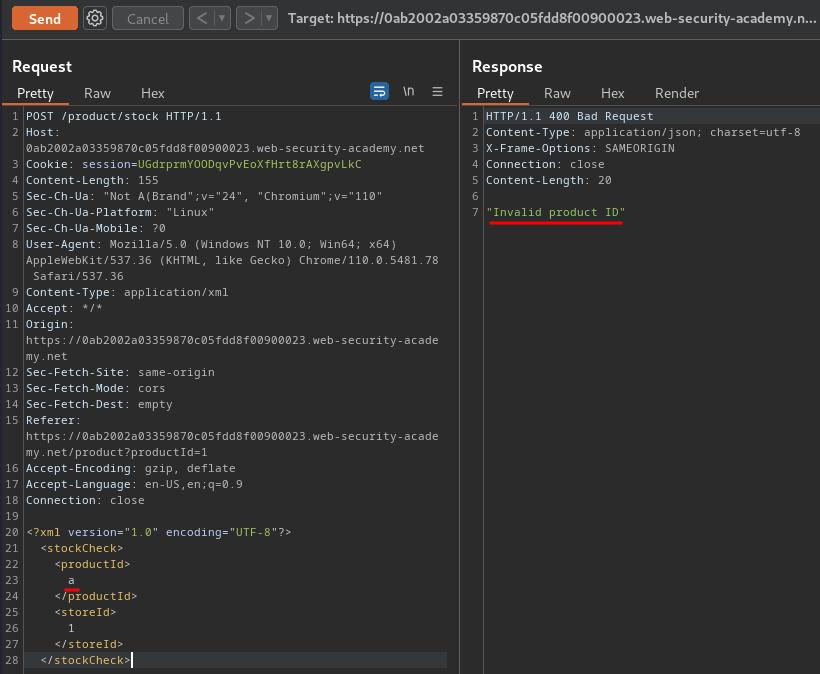 Send Cancel < > Target: https://0ab2002a03359870c05fdd8f00900023.web-security-academy.n...
Request
Pretty Raw Hex \n
1 POST /product/stock HTTP/1.1
2 Host:
0ab2002a03359870c05fdd8f00900023.web-security-academy.net
3 Cookie: session=UGdrprmYOODqvPvEoXfHrt8rAXgpvLkC
4 Content-Length: 155
5 Sec-Ch-Ua: "Not A(Brand";v="24", "Chromium";v="110"
6 Sec-Ch-Ua-Platform: "Linux"
7 Sec-Ch-Ua-Mobile: ?0
8 User-Agent: Mozilla/5.0 (Windows NT 10.0; Win64; x64)
AppleWebKit/537.36 (KHTML, like Gecko) Chrome/110.0.5481.78
Safari/537.36
9 Content-Type: application/xml
10 Accept: */*
11 Origin:
https://0ab2002a03359870c05fdd8f00900023.web-security-acade
my.net
12 Sec-Fetch-Site: same-origin
13 Sec-Fetch-Mode: cors
14 Sec-Fetch-Dest: empty
15 Referer:
https://0ab2002a03359870c05fdd8f00900023.web-security-acade
my.net/product?productId=1
16 Accept-Encoding: gzip, deflate
17 Accept-Language: en-US,en;q=0.9
18 Connection: close
19
20 <?xml version="1.0" encoding="UTF-8"?>
21 <stockCheck>
22 <productId>
23 a
24 </productId>
25 <storeId>
26 1
27 </storeId>
28 </stockCheck>
Response
Pretty Raw Hex Render
1 HTTP/1.1 400 Bad Request
2 Content-Type: application/json; charset=utf-8
3 X-Frame-Options: SAMEORIGIN
4 Connection: close
5 Content-Length: 20
6
7 "Invalid product ID"